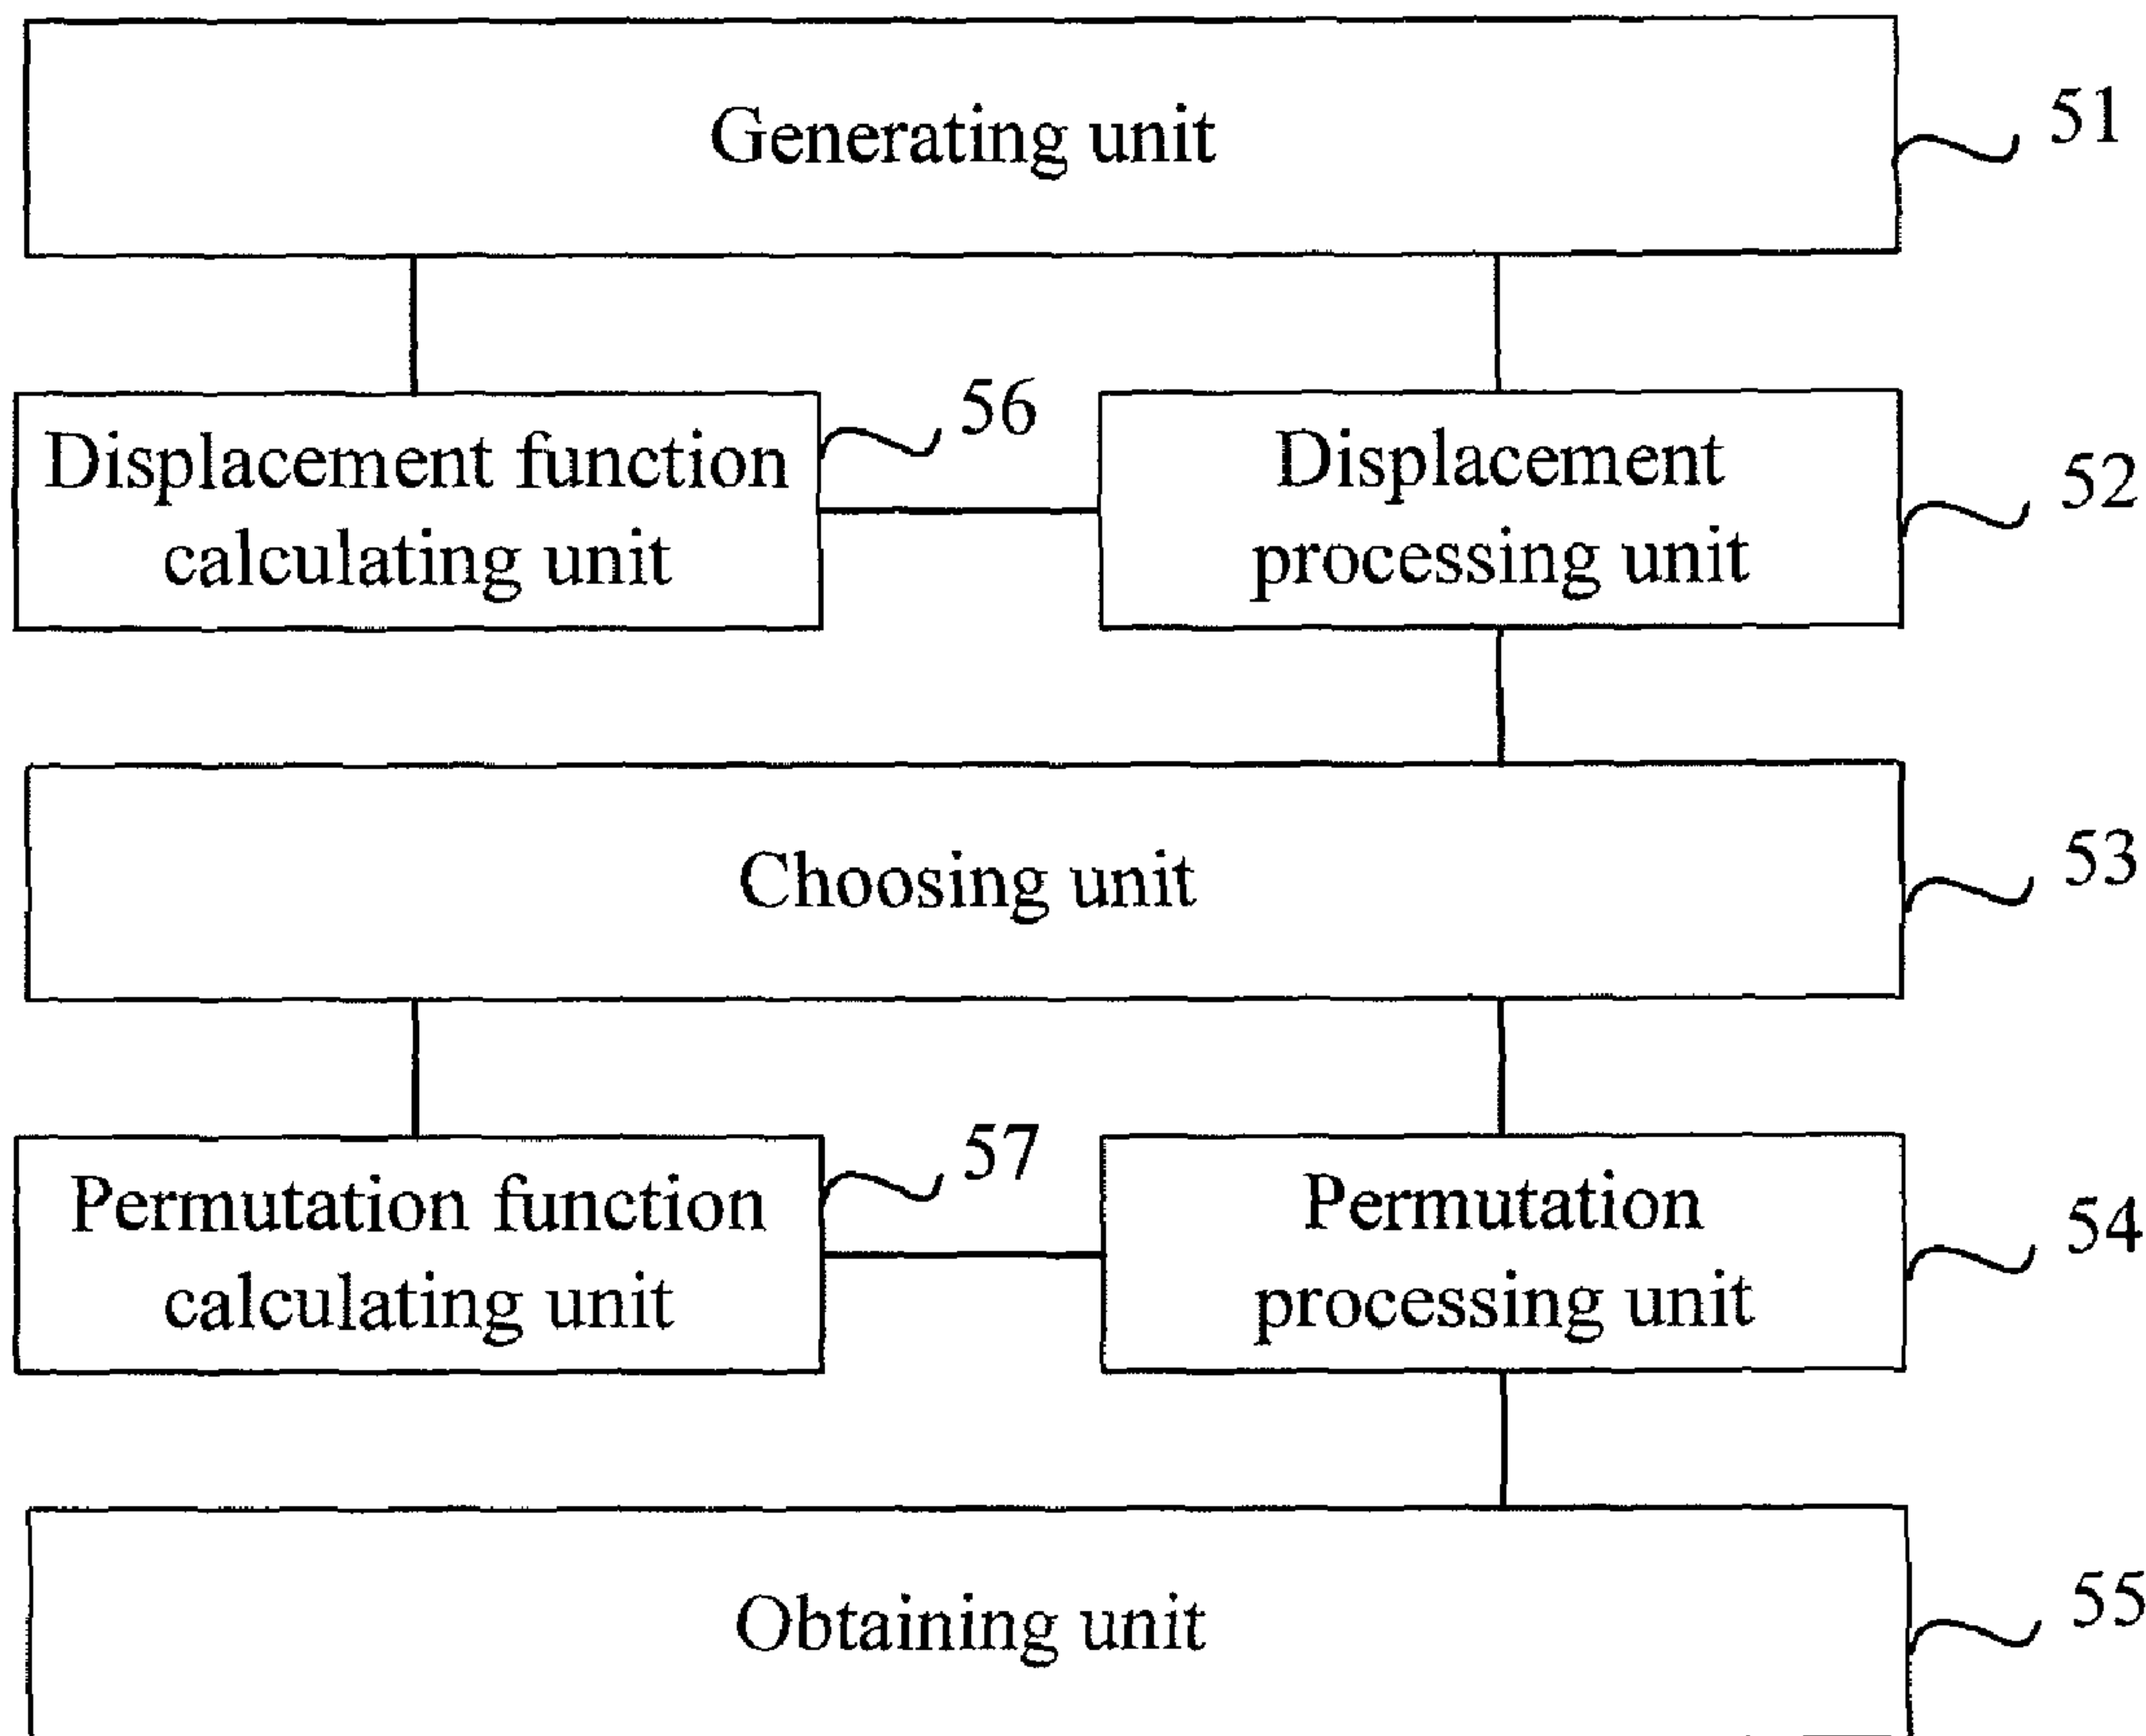 Generating unit
51
Displacement function
calculating unit
56
Displacement
processing unit
52
Choosing unit
53
Permutation function
calculating unit
57
Permutation
processing unit
54
Obtaining unit
55